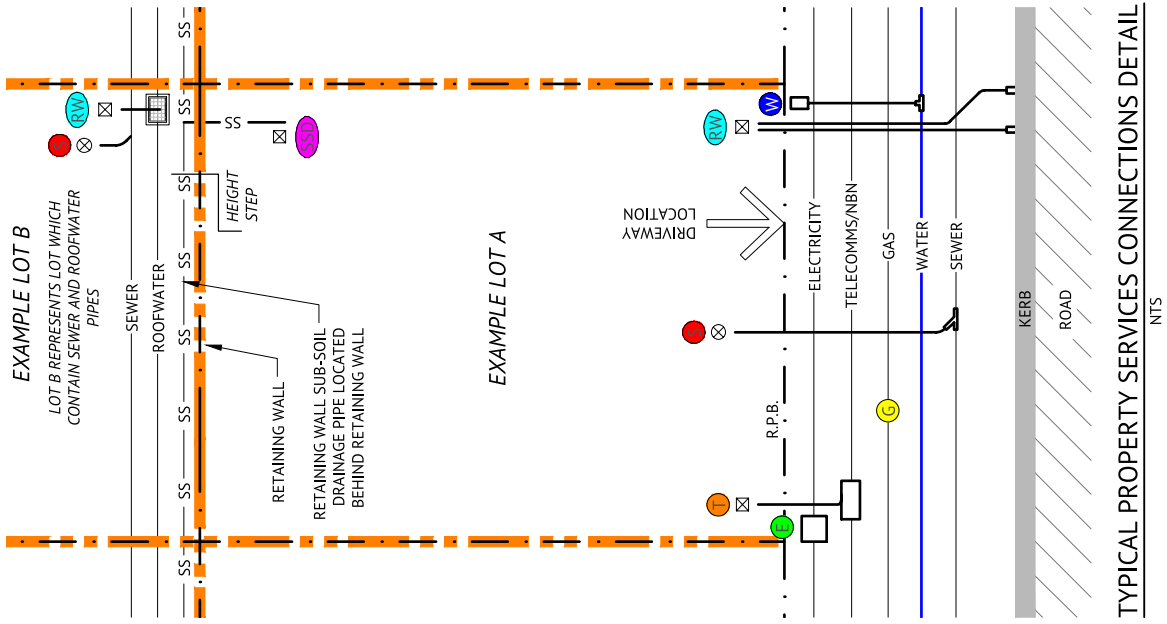 EXAMPLE LOT B
LOT B REPRESENTS LOT WHICH
CONTAIN SEWER AND ROOFWATER
PIPES
S
RW
SEWER
ROOFWATER
SS
SS
SS
SS
SS
SS
SS
SS
HEIGHT
STEP
SSD
RETAINING WALL
RETAINING WALL SUB-SOIL
DRAINAGE PIPE LOCATED
BEHIND RETAINING WALL
EXAMPLE LOT A
DRIVEWAY
LOCATION
T
E
S
RW
W
R.P.B.
ELECTRICITY
TELECOMMS/NBN
G
GAS
WATER
SEWER
KERB
ROAD
TYPICAL PROPERTY SERVICES CONNECTIONS DETAIL
NTS